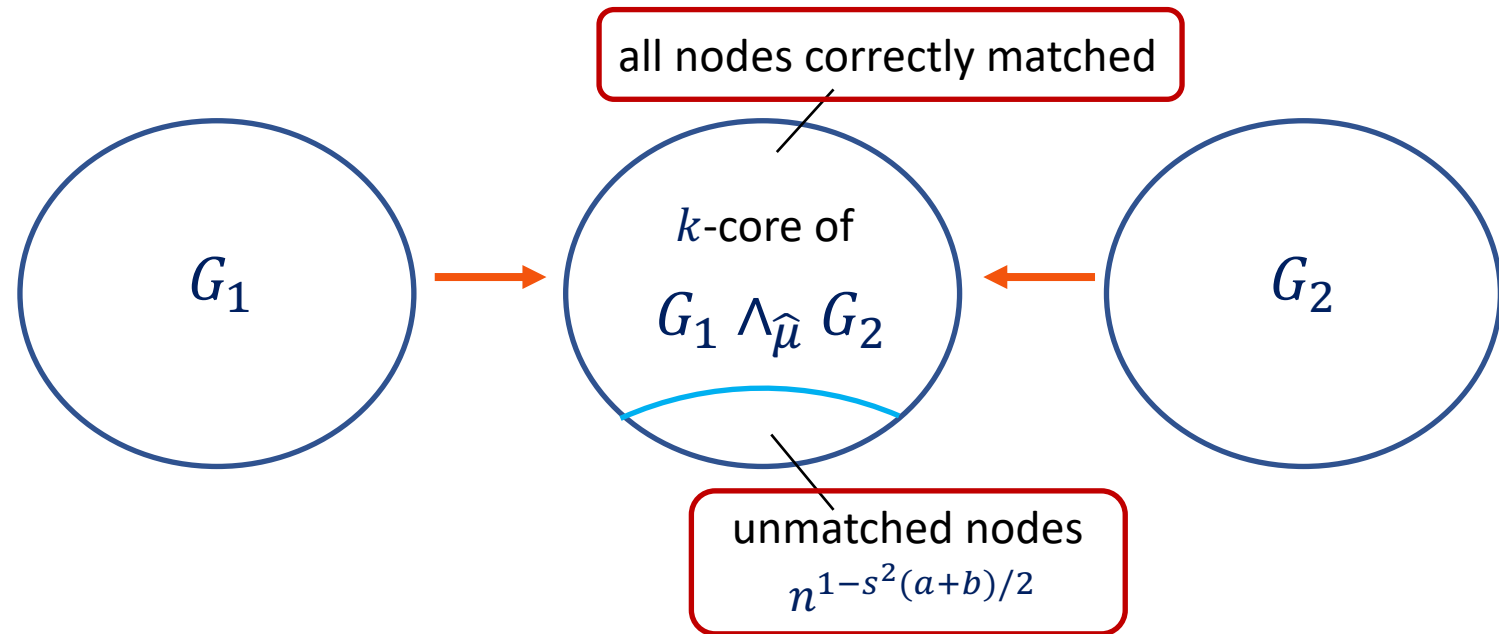 all nodes correctly matched
G₁
k-core of
G₁ ∧_μ̂ G₂
G₂
unmatched nodes
n^{1−s²(a+b)/2}